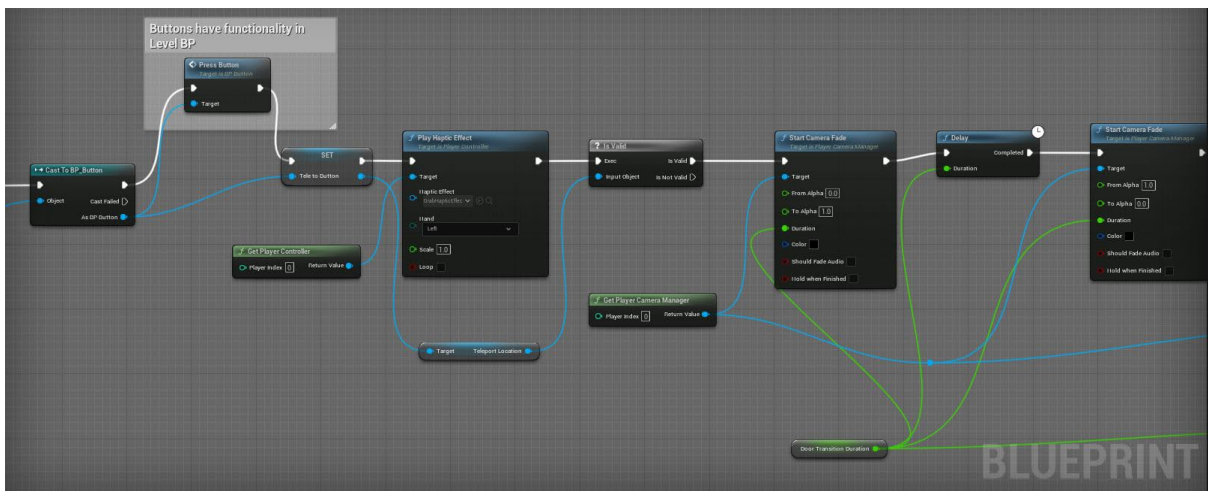 Buttons have functionality in
Level BP
Press Button
Target is BP Button
Target
Cast To BP_Button
Object
Cast Failed
As BP Button
SET
Tele to Button
Get Player Controller
Player Index 0
Return Value
Play Haptic Effect
Target is Player Controller
Target
Haptic Effect
Hand
Left
Scale 1.0
Loop
Target
Teleport Location
? Is Valid
Exec
Is Valid
Input Object
Is Not Valid
Get Player Camera Manager
Player Index 0
Return Value
Start Camera Fade
Target is Player Camera Manager
Target
From Alpha 0.0
To Alpha 1.0
Duration
Color
Should Fade Audio
Hold when Finished
Delay
Completed
Duration
Start Camera Fade
Target is Player Camera Manager
Target
From Alpha 1.0
To Alpha 0.0
Duration
Color
Should Fade Audio
Hold when Finished
Door Transition Duration
BLUEPRINT